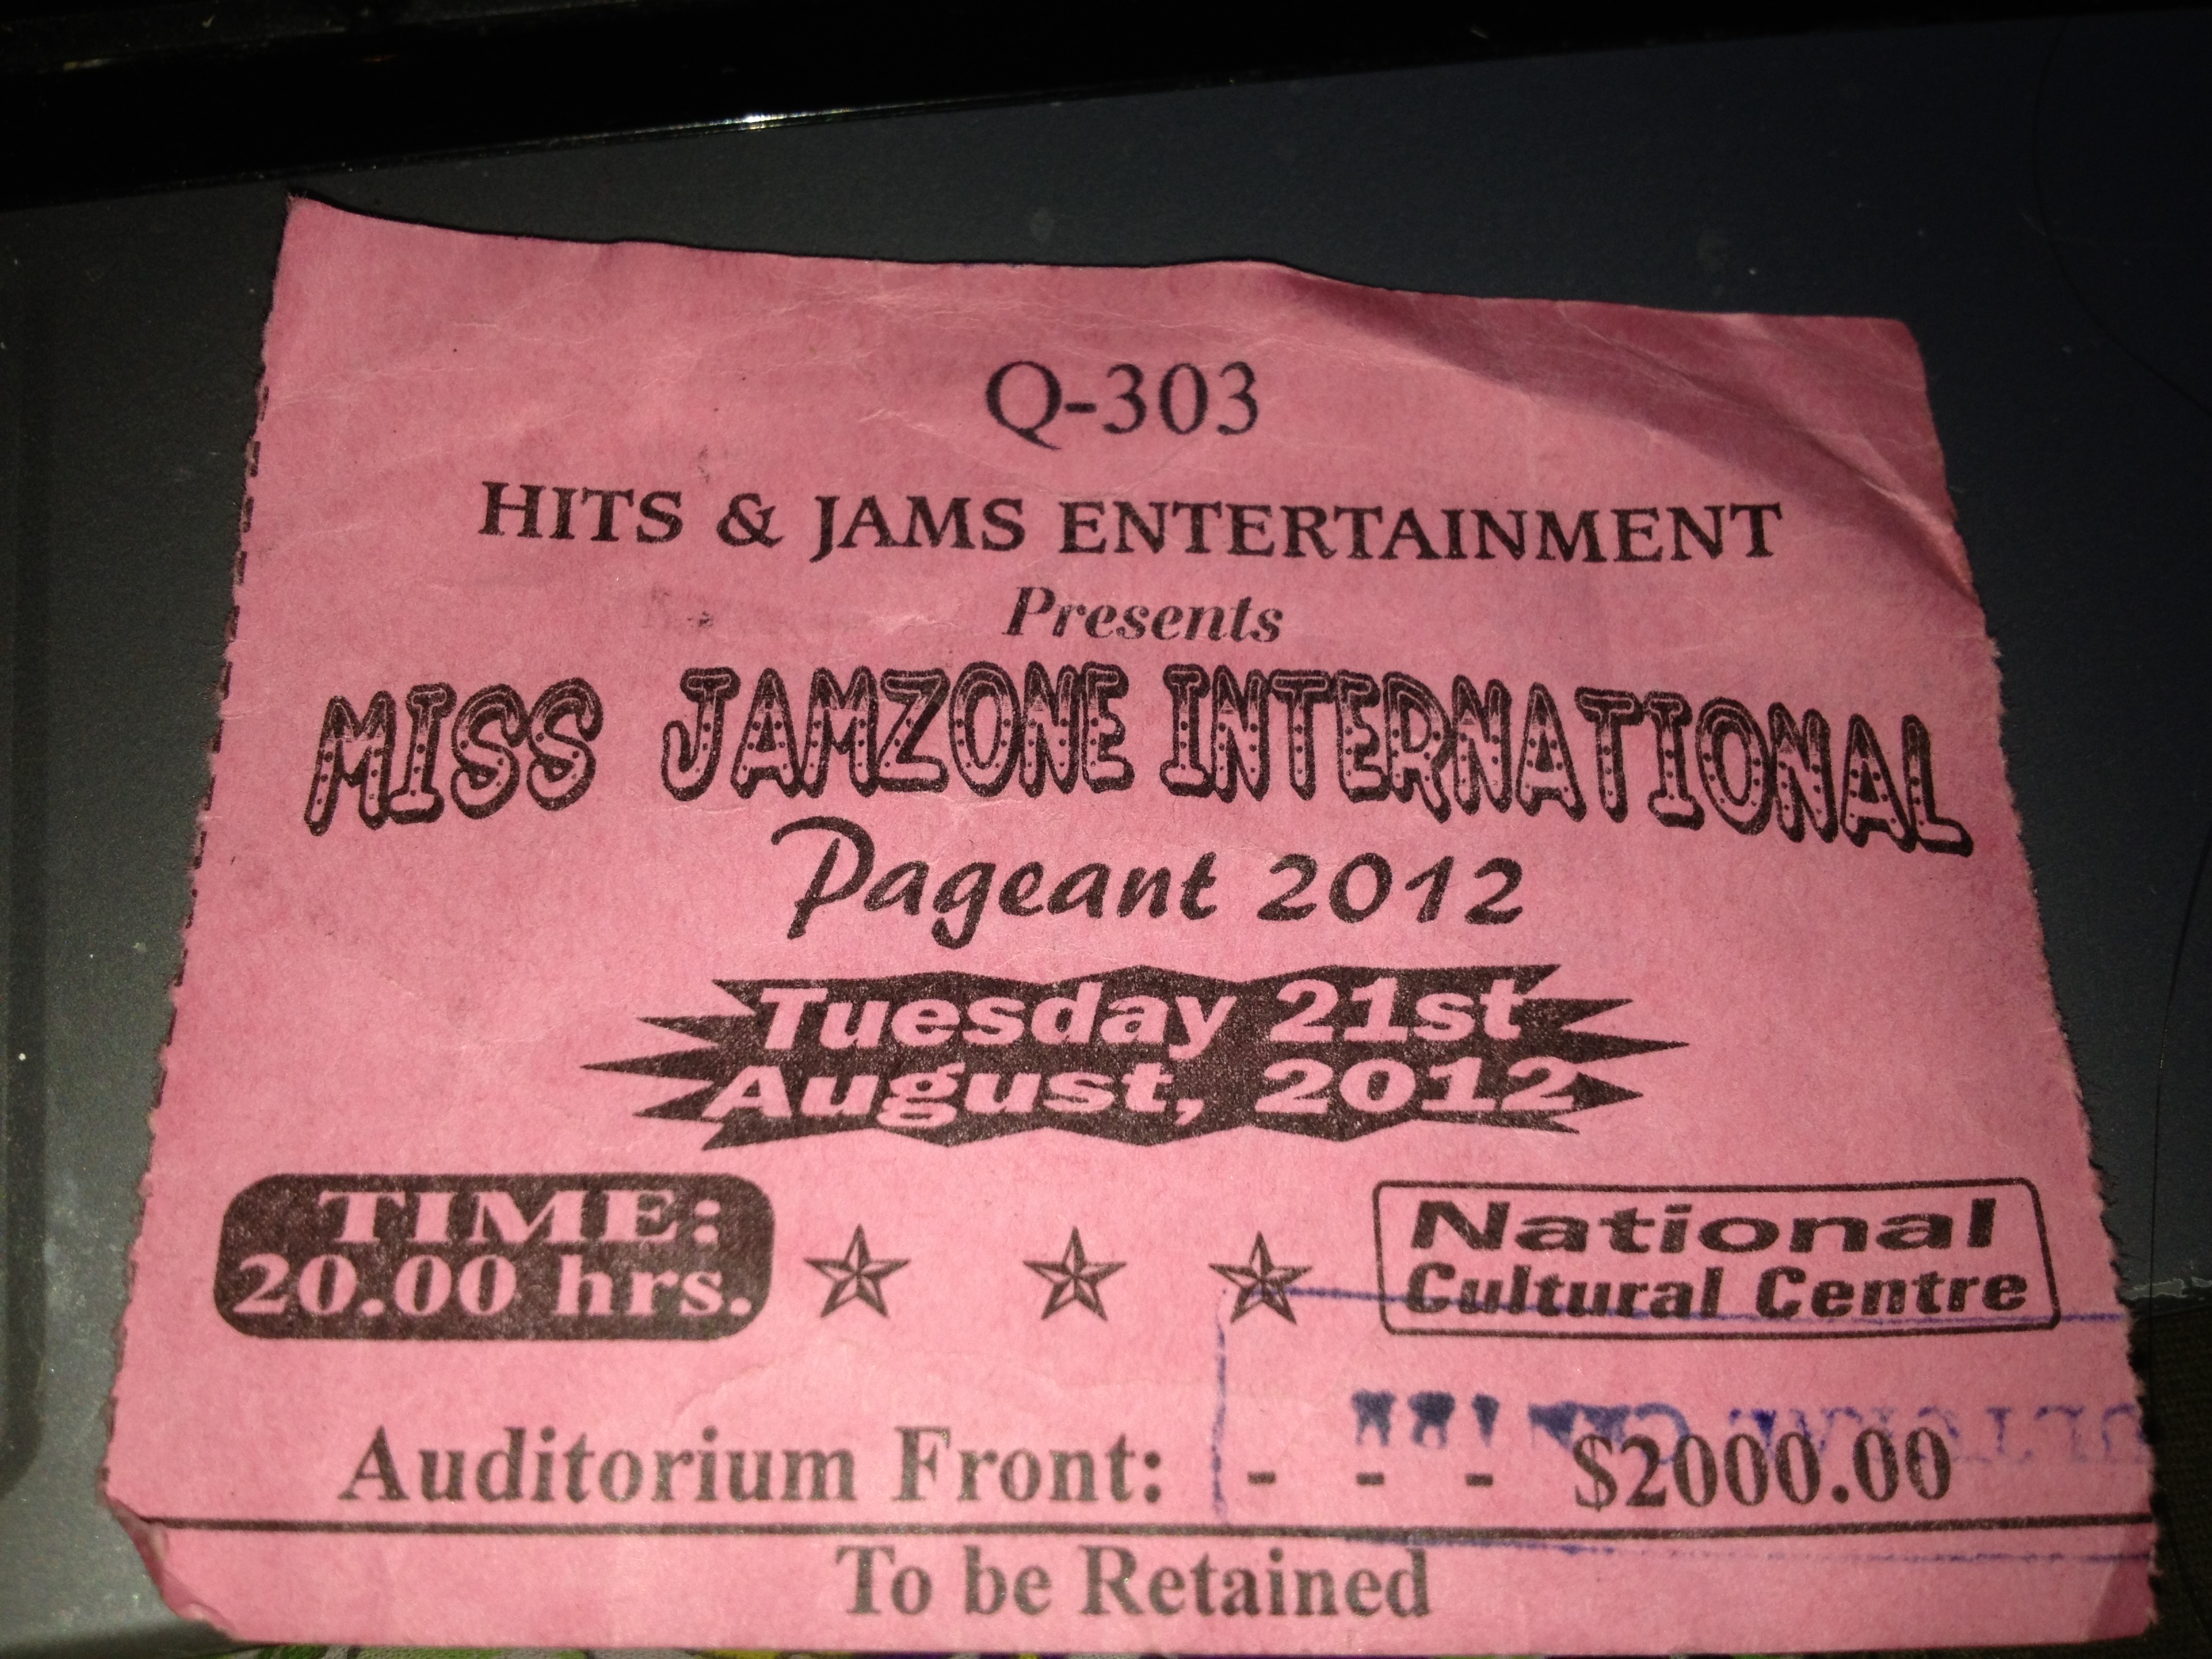 Q-303
HITS & JAMS ENTERTAINMENT
Presents
MISS JAMZONE INTERNATIONAL
Pageant 2012
Tuesday 21st
August, 2012
TIME:
20.00 hrs.
National
Cultural Centre
Auditorium Front: - - - $2000.00
To be Retained